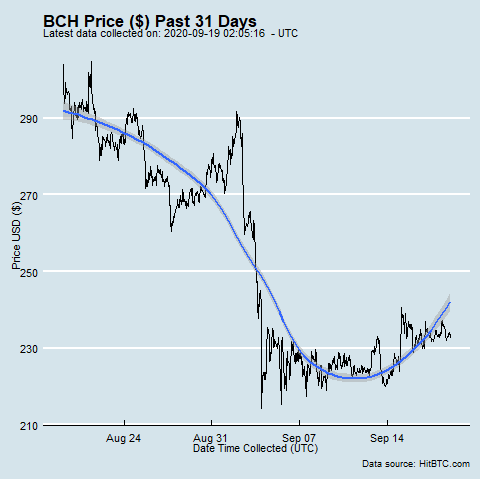 BCH Price ($) Past 31 Days
Latest data collected on: 2020-09-19 02:05:16 - UTC
Price USD ($)
290
270
250
230
210
Aug 24 Aug 31 Sep 07 Sep 14
Date Time Collected (UTC)
Data source: HitBTC.com